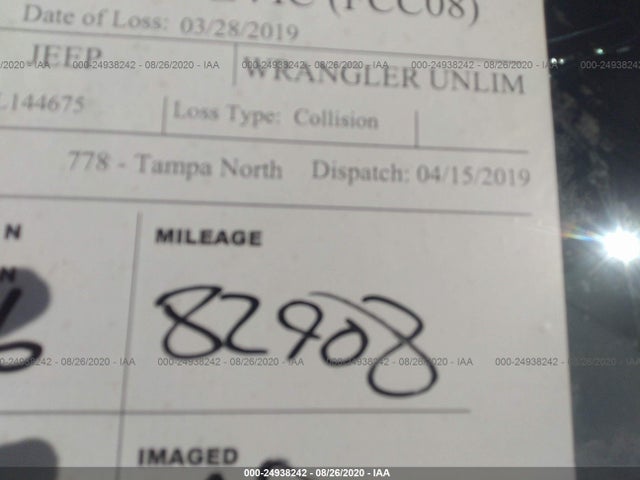 (FCC08)
Date of Loss: 03/28/2019
JEEP WRANGLER UNLIM
L144675 Loss Type: Collision
778 - Tampa North Dispatch: 04/15/2019
N MILEAGE
N
82908
IMAGED
000-24938242 - 08/26/2020 - IAA